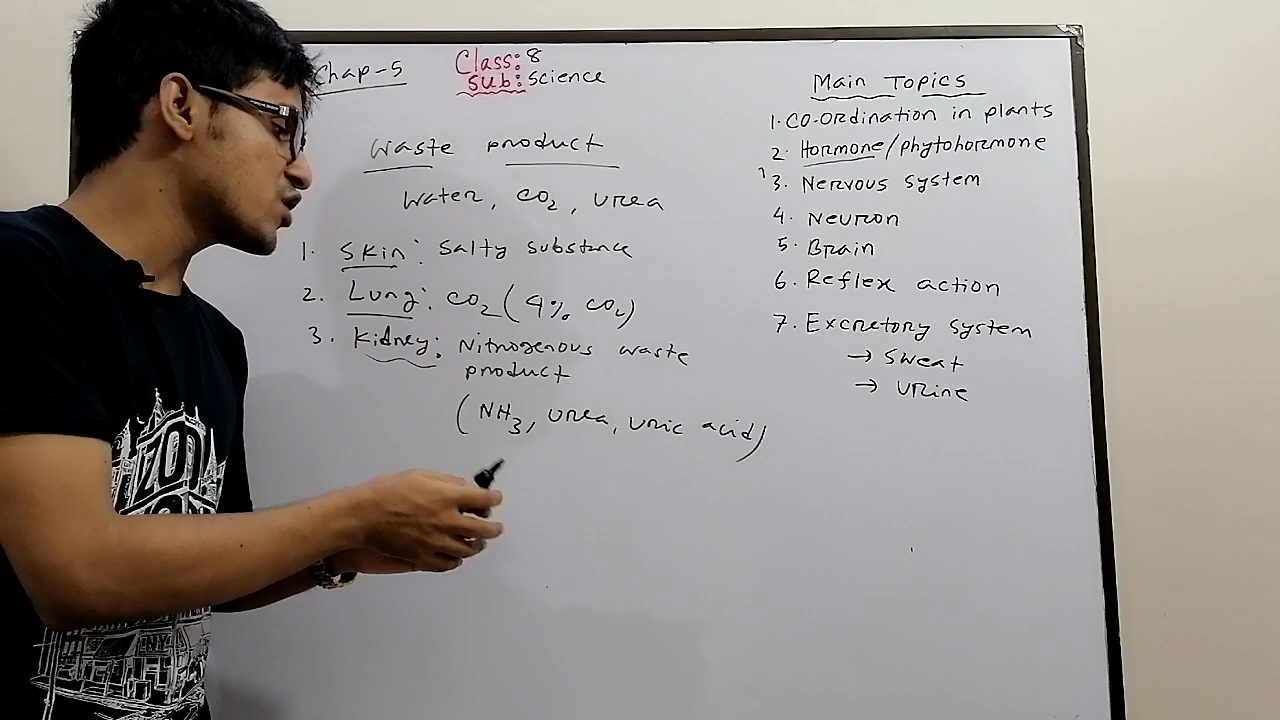 Chap-5
Class: 8
Sub: Science
Waste product
Water, CO₂, Urea
1. Skin: Salty substance
2. Lung: CO₂ (4% CO₂)
3. Kidney: Nitrogenous waste
product
(NH₃, Urea, Uric acid)
Main Topics
1. CO-ordination in plants
2. Hormone/phytohormone
3. Nervous system
4. Neuron
5. Brain
6. Reflex action
7. Excretory system
→ Sweat
→ Urine